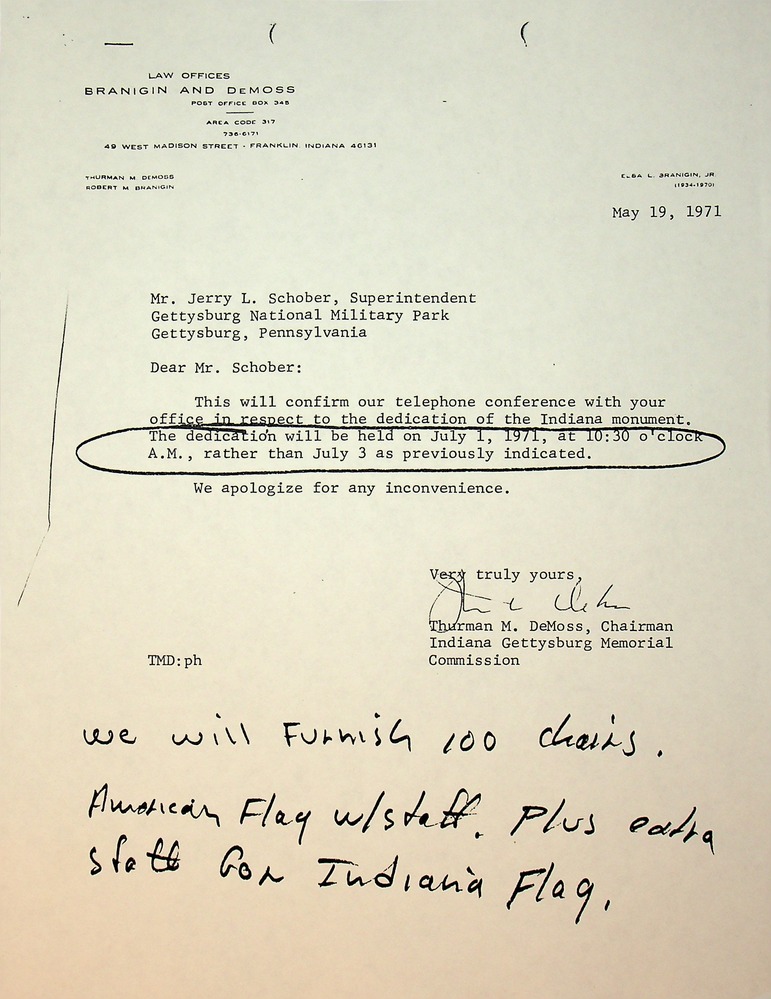 LAW OFFICES
BRANIGIN AND DEMOSS
POST OFFICE BOX 345
AREA CODE 317
736-6171
49 WEST MADISON STREET - FRANKLIN, INDIANA 46131
THURMAN M. DEMOSS
ROBERT M. BRANIGIN
ELBA L. BRANIGIN, JR.
(1934-1970)
May 19, 1971
Mr. Jerry L. Schober, Superintendent
Gettysburg National Military Park
Gettysburg, Pennsylvania
Dear Mr. Schober:
This will confirm our telephone conference with your
office in respect to the dedication of the Indiana monument.
The dedication will be held on July 1, 1971, at 10:30 o'clock
A.M., rather than July 3 as previously indicated.
We apologize for any inconvenience.
Very truly yours,
Thurman M. DeMoss, Chairman
Indiana Gettysburg Memorial
Commission
TMD:ph
we will Furnish 100 chairs.
American Flag w/staff. Plus extra
staff for Indiana Flag.